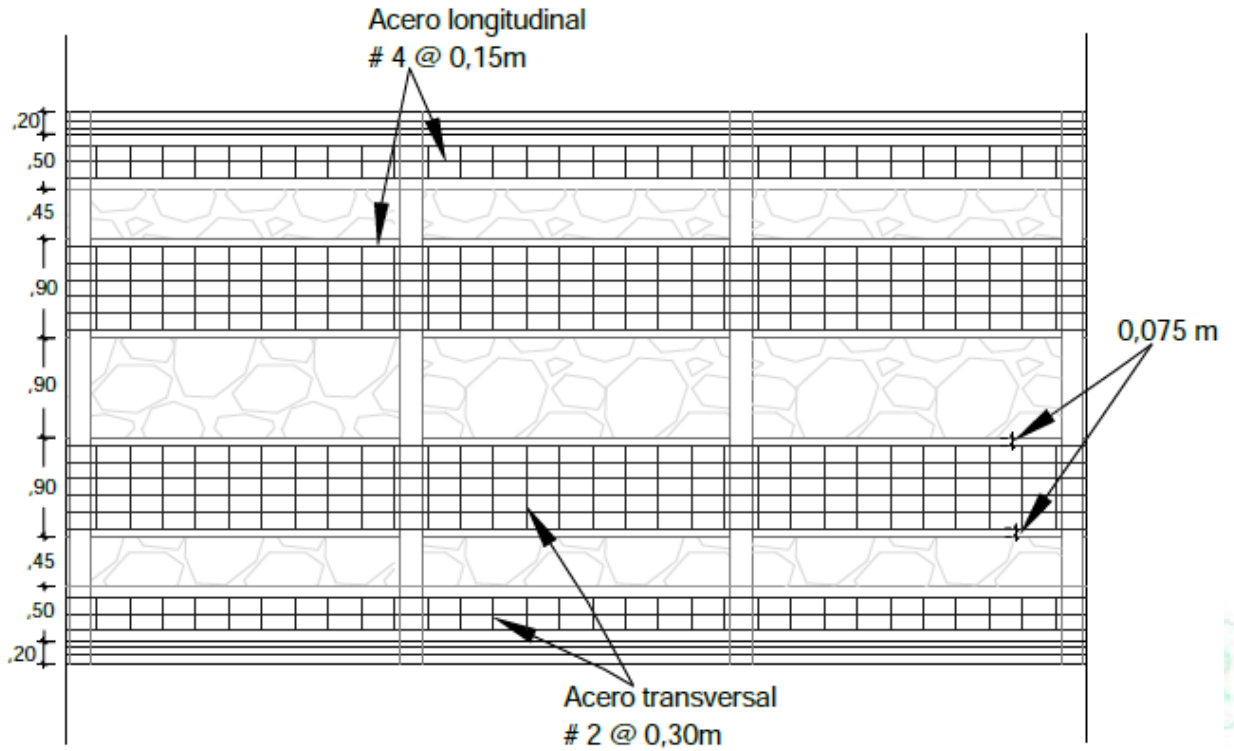 Acero longitudinal
# 4 @ 0,15m
,20
,50
,45
,90
,90
0,075 m
,90
,45
,50
,20
Acero transversal
# 2 @ 0,30m